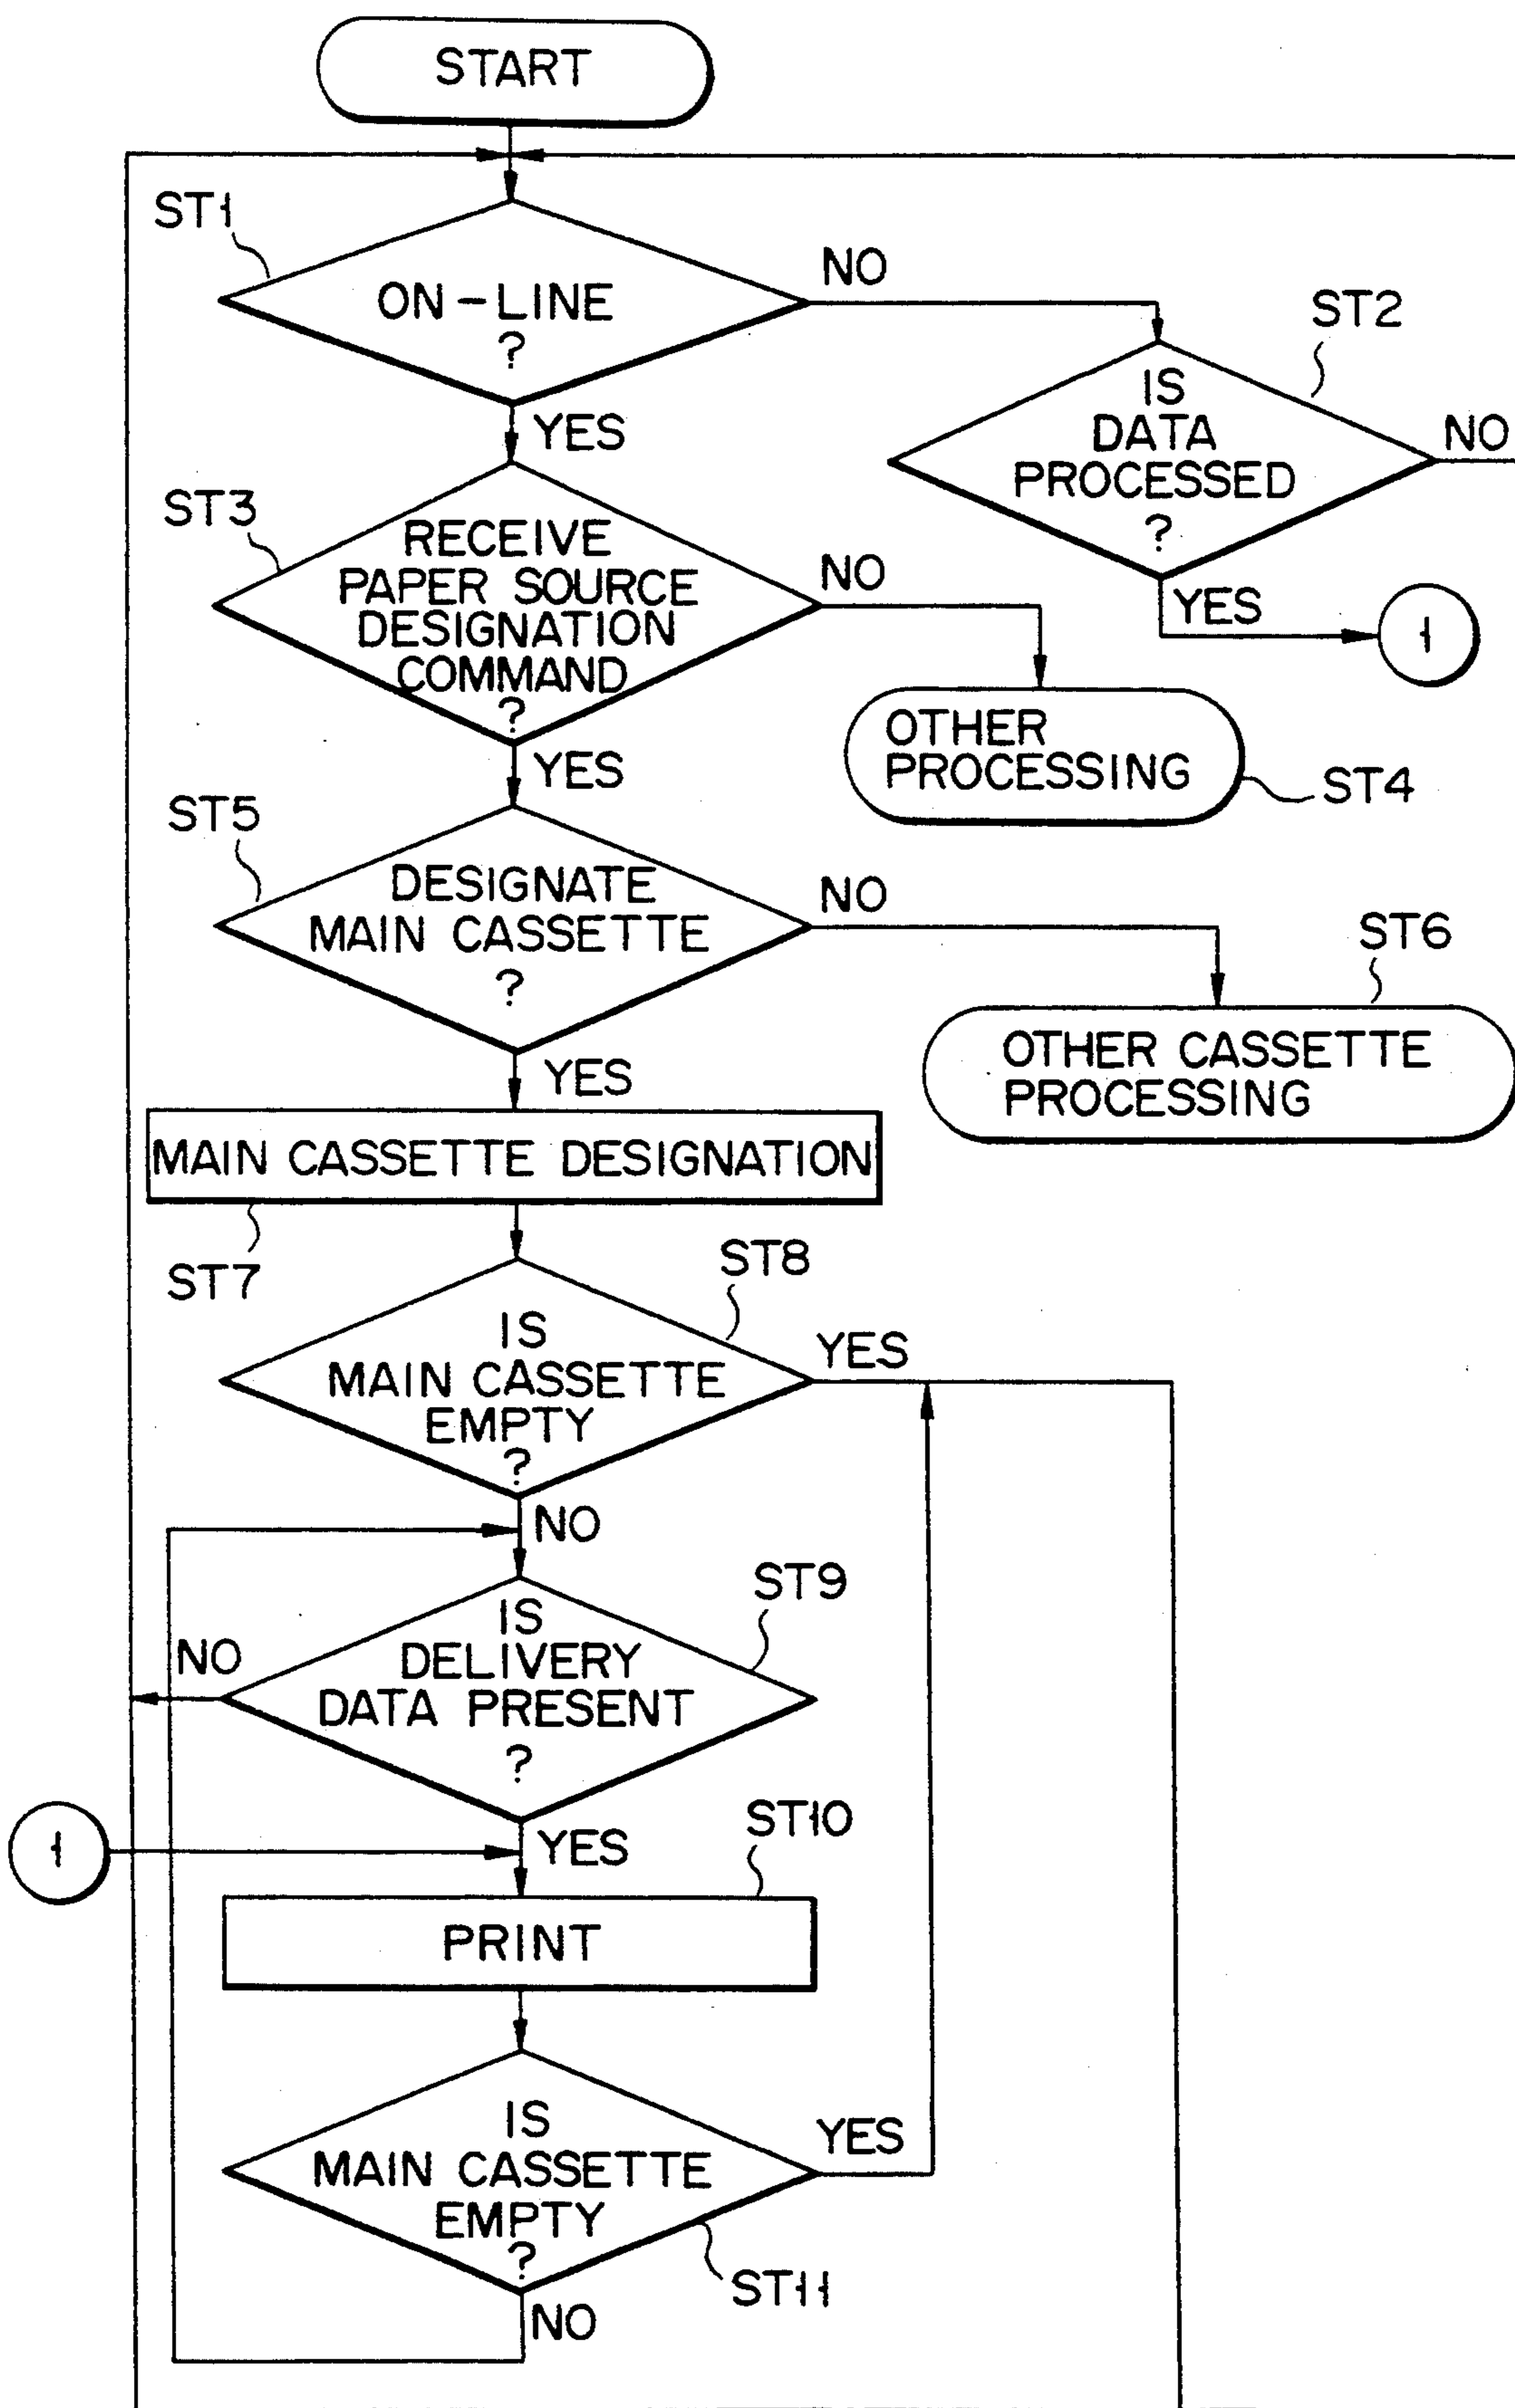 START
ST1
ON-LINE
?
NO
YES
ST2
IS
DATA
PROCESSED
?
NO
YES
1
ST3
RECEIVE
PAPER SOURCE
DESIGNATION
COMMAND
?
NO
YES
OTHER
PROCESSING
ST4
ST5
DESIGNATE
MAIN CASSETTE
?
NO
YES
ST6
OTHER CASSETTE
PROCESSING
MAIN CASSETTE DESIGNATION
ST7
ST8
IS
MAIN CASSETTE
EMPTY
?
YES
NO
ST9
IS
DELIVERY
DATA PRESENT
?
NO
YES
1
ST10
PRINT
IS
MAIN CASSETTE
EMPTY
?
YES
ST11
NO